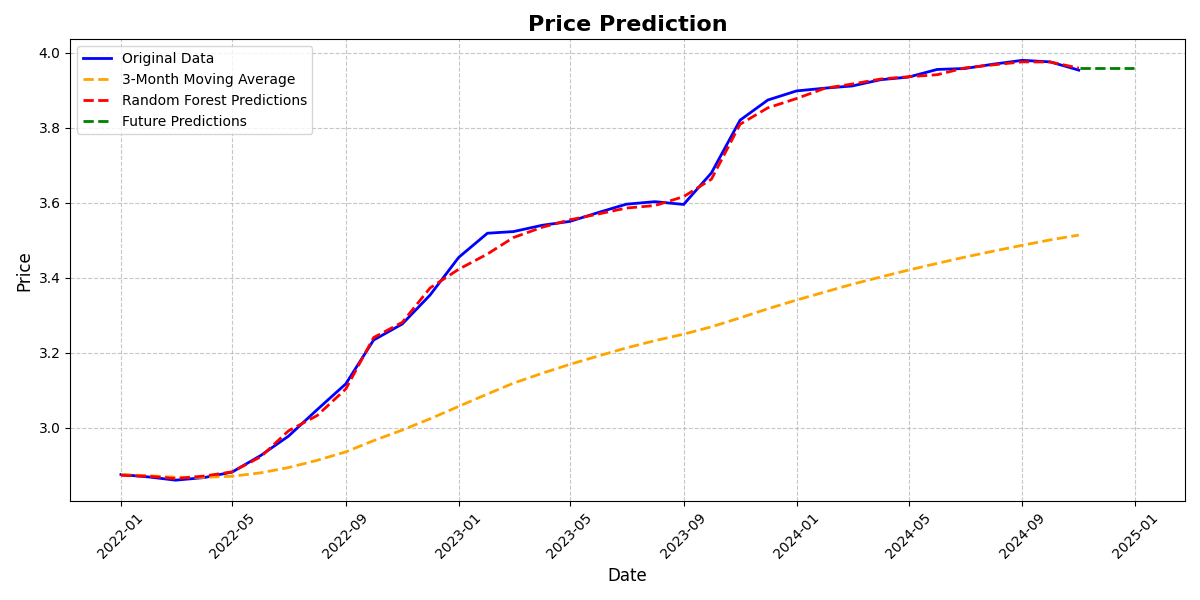 Price Prediction
Original Data
3-Month Moving Average
Random Forest Predictions
Future Predictions
4.0
3.8
3.6
3.4
3.2
3.0
Price
2022-01
2022-05
2022-09
2023-01
2023-05
2023-09
2024-01
2024-05
2024-09
2025-01
Date